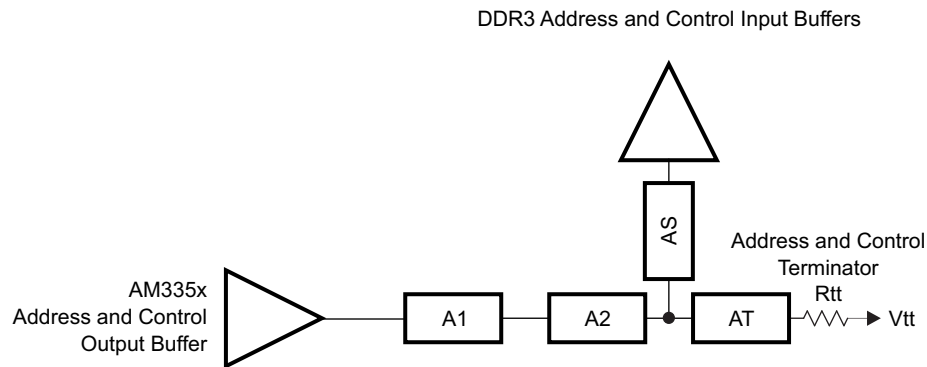 DDR3 Address and Control Input Buffers
AS
Address and Control
Terminator
Rtt
AM335x
Address and Control
Output Buffer
A1
A2
AT
Vtt